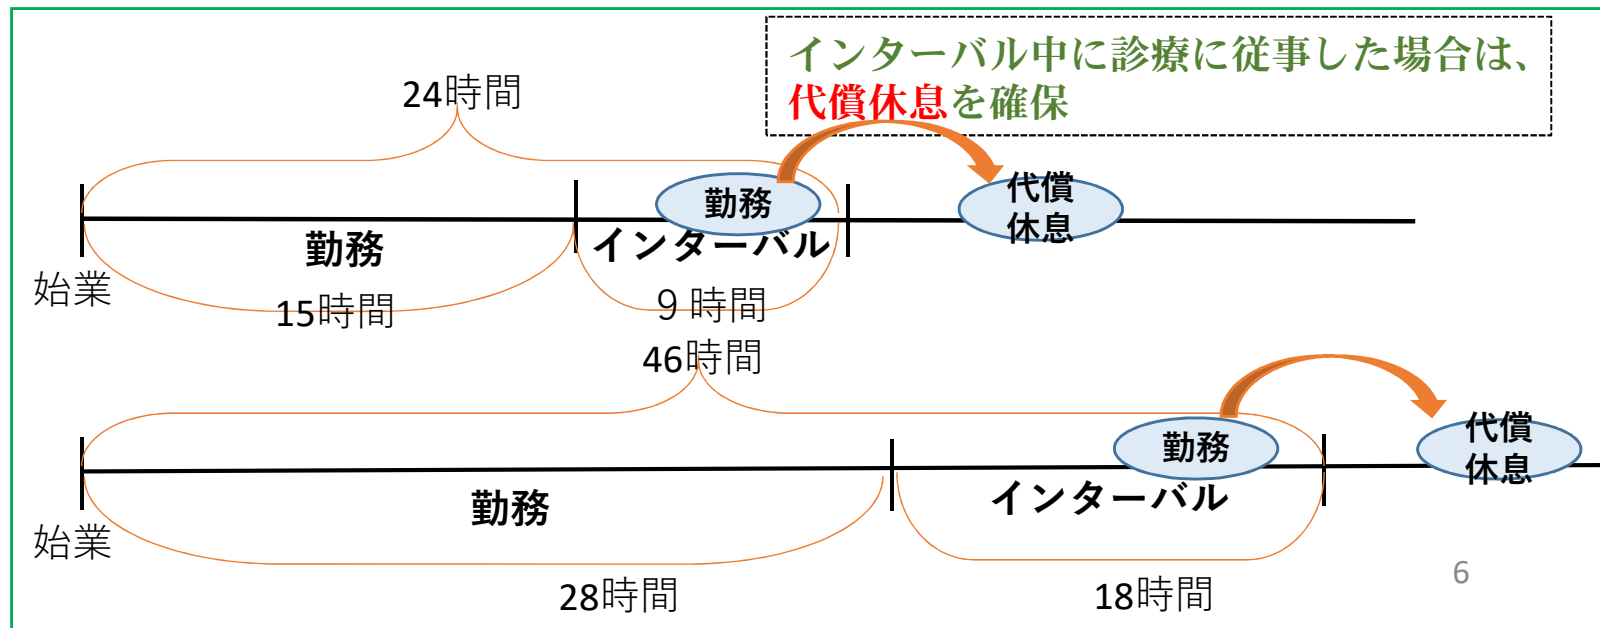 インターバル中に診療に従事した場合は、
代償休息を確保
24時間
勤務
代償
休息
勤務
インターバル
始業
15時間
９時間
46時間
勤務
代償
休息
勤務
インターバル
始業
28時間
18時間
6